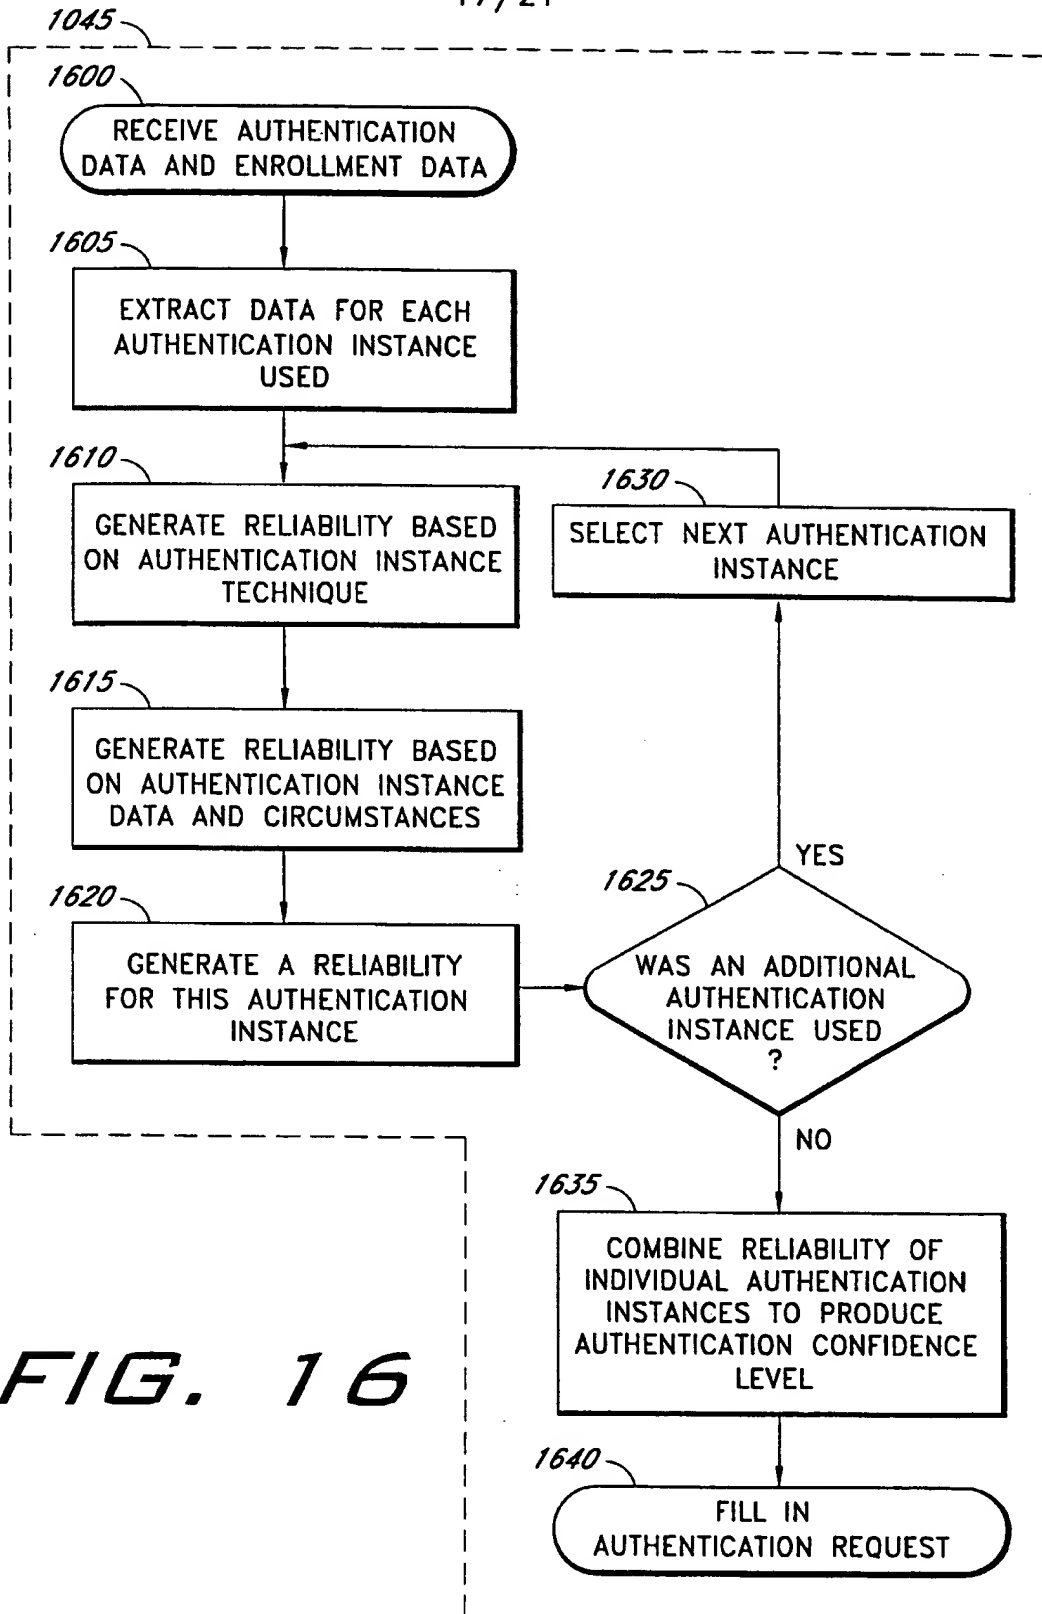 17/21
1045
1600
RECEIVE AUTHENTICATION
DATA AND ENROLLMENT DATA
1605
EXTRACT DATA FOR EACH
AUTHENTICATION INSTANCE
USED
1610
GENERATE RELIABILITY BASED
ON AUTHENTICATION INSTANCE
TECHNIQUE
1630
SELECT NEXT AUTHENTICATION
INSTANCE
1615
GENERATE RELIABILITY BASED
ON AUTHENTICATION INSTANCE
DATA AND CIRCUMSTANCES
YES
1620
GENERATE A RELIABILITY
FOR THIS AUTHENTICATION
INSTANCE
1625
WAS AN ADDITIONAL
AUTHENTICATION
INSTANCE USED
?
NO
1635
COMBINE RELIABILITY OF
INDIVIDUAL AUTHENTICATION
INSTANCES TO PRODUCE
AUTHENTICATION CONFIDENCE
LEVEL
1640
FILL IN
AUTHENTICATION REQUEST
FIG. 16